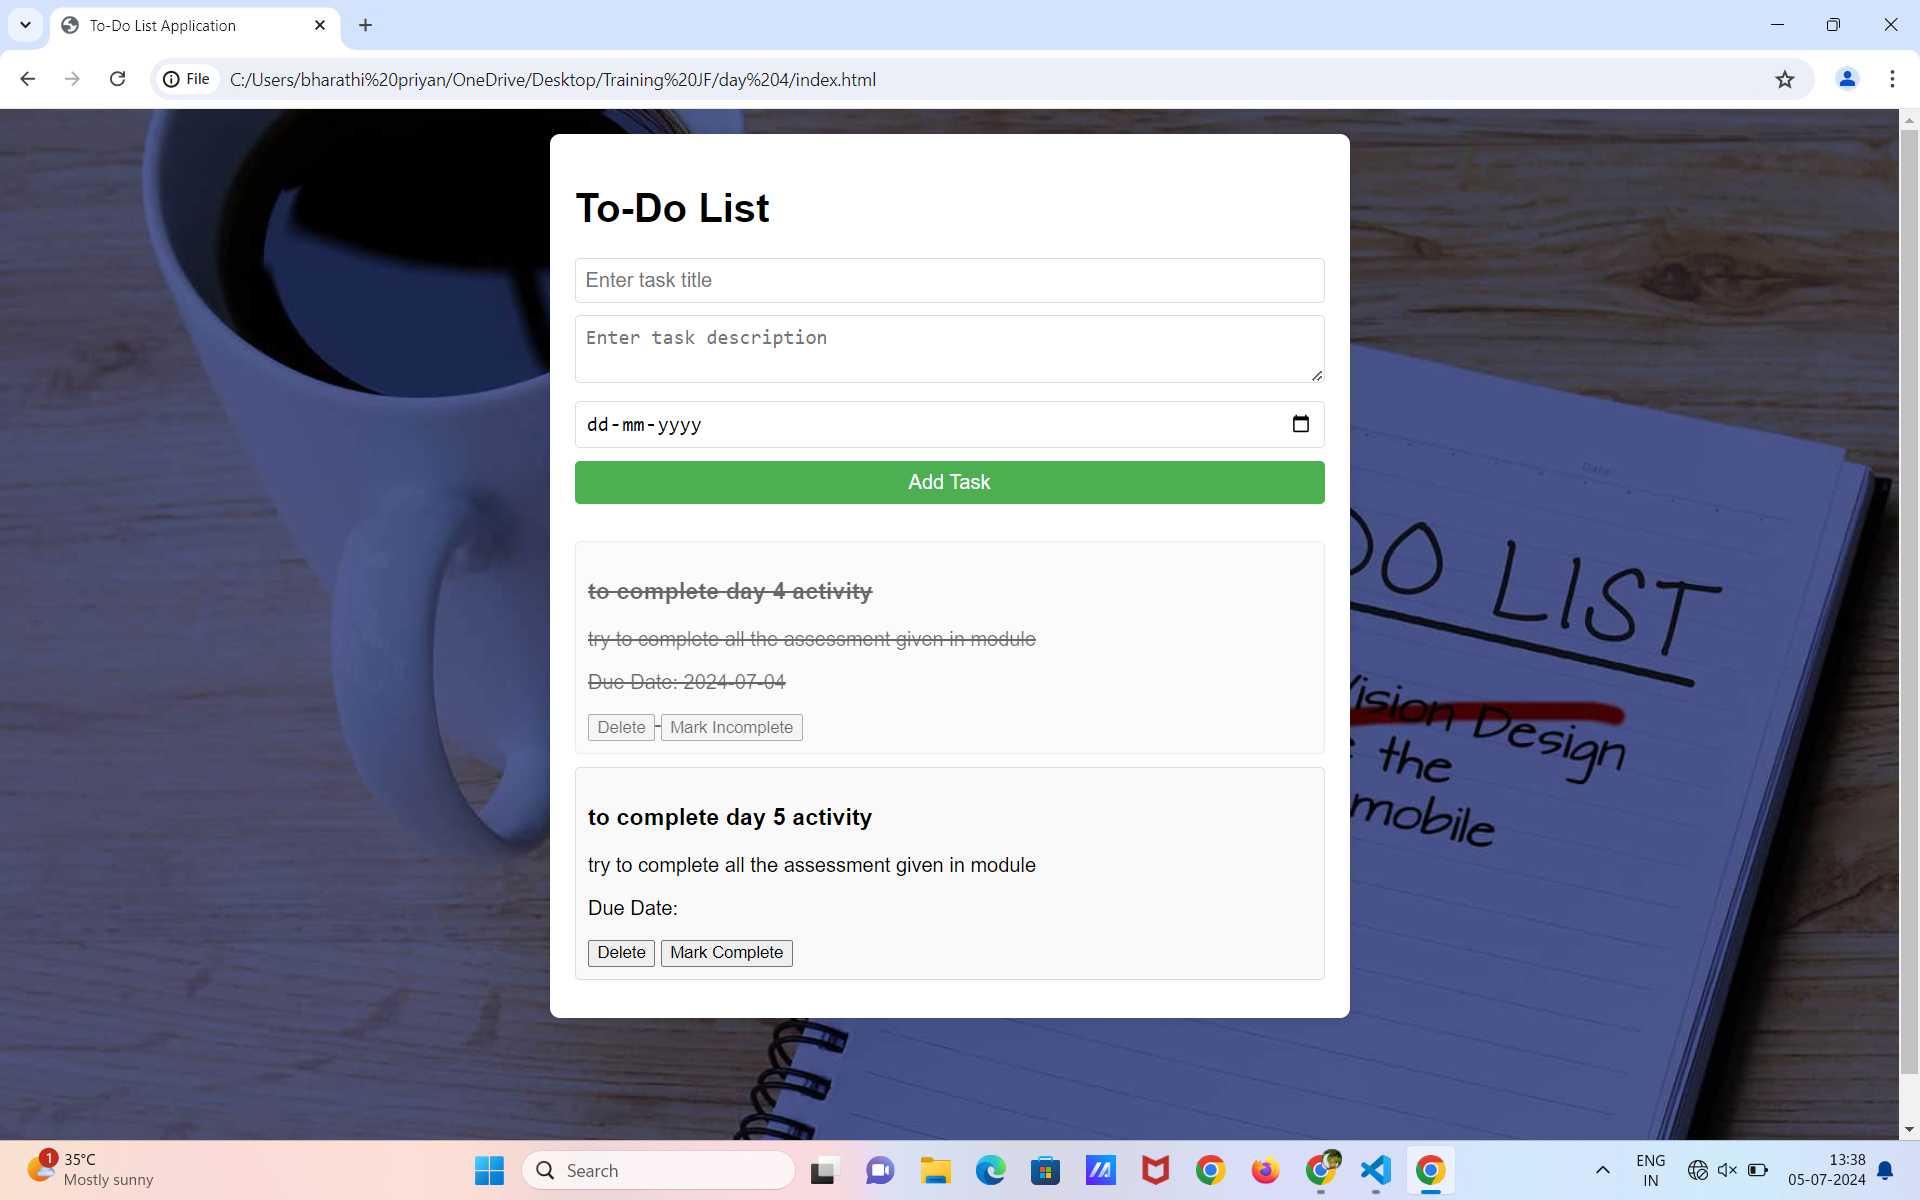 To-Do List Application
File
C:/Users/bharathi%20priyan/OneDrive/Desktop/Training%20JF/day%204/index.html
To-Do List
Enter task title
Enter task description
dd-mm-yyyy
Add Task
to complete day 4 activity
try to complete all the assessment given in module
Due Date: 2024-07-04
Delete Mark Incomplete
to complete day 5 activity
try to complete all the assessment given in module
Due Date:
Delete Mark Complete
Date
DO LIST
Vision Design
the
mobile
1
35°C
Mostly sunny
Search
ENG
IN
13:38
05-07-2024